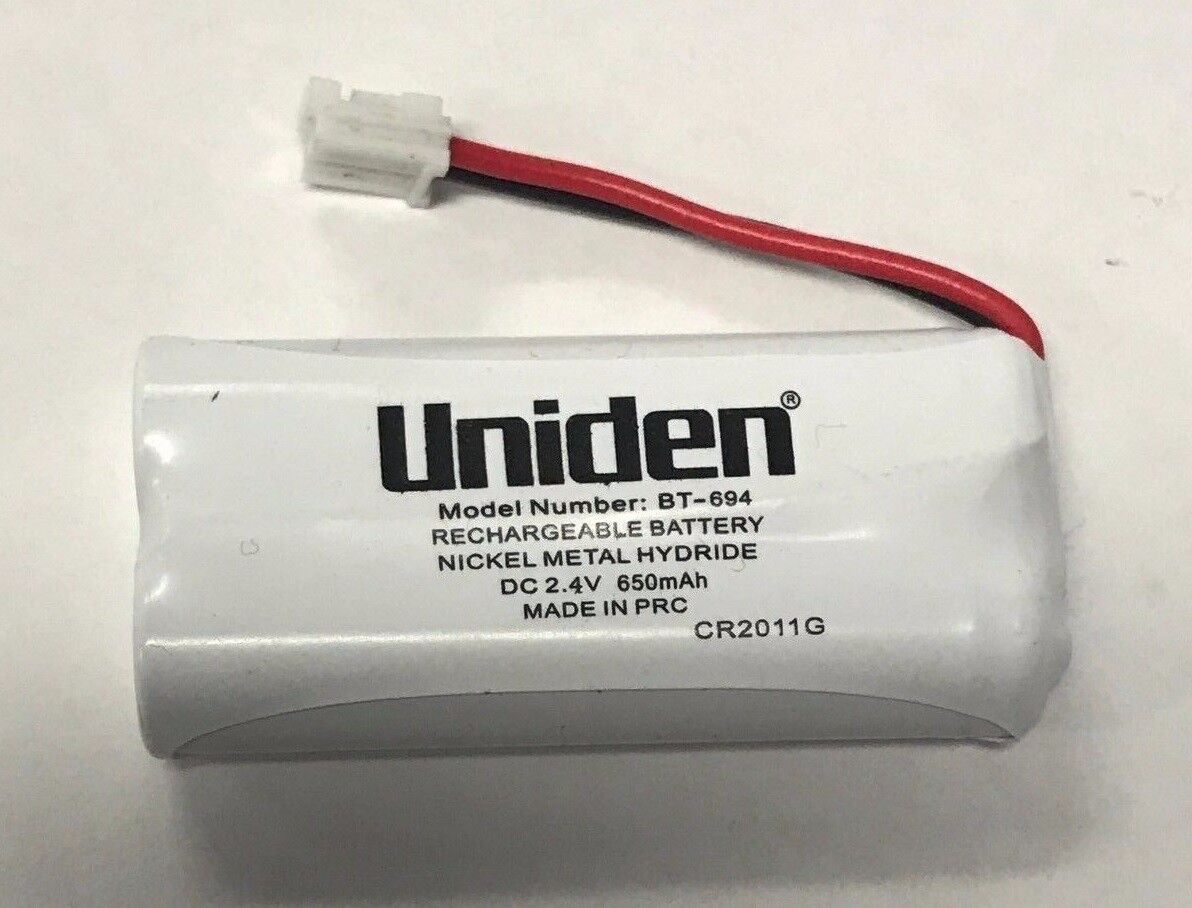 Uniden®
Model Number: BT-694
RECHARGEABLE BATTERY
NICKEL METAL HYDRIDE
DC 2.4V 650mAh
MADE IN PRC
CR2011G